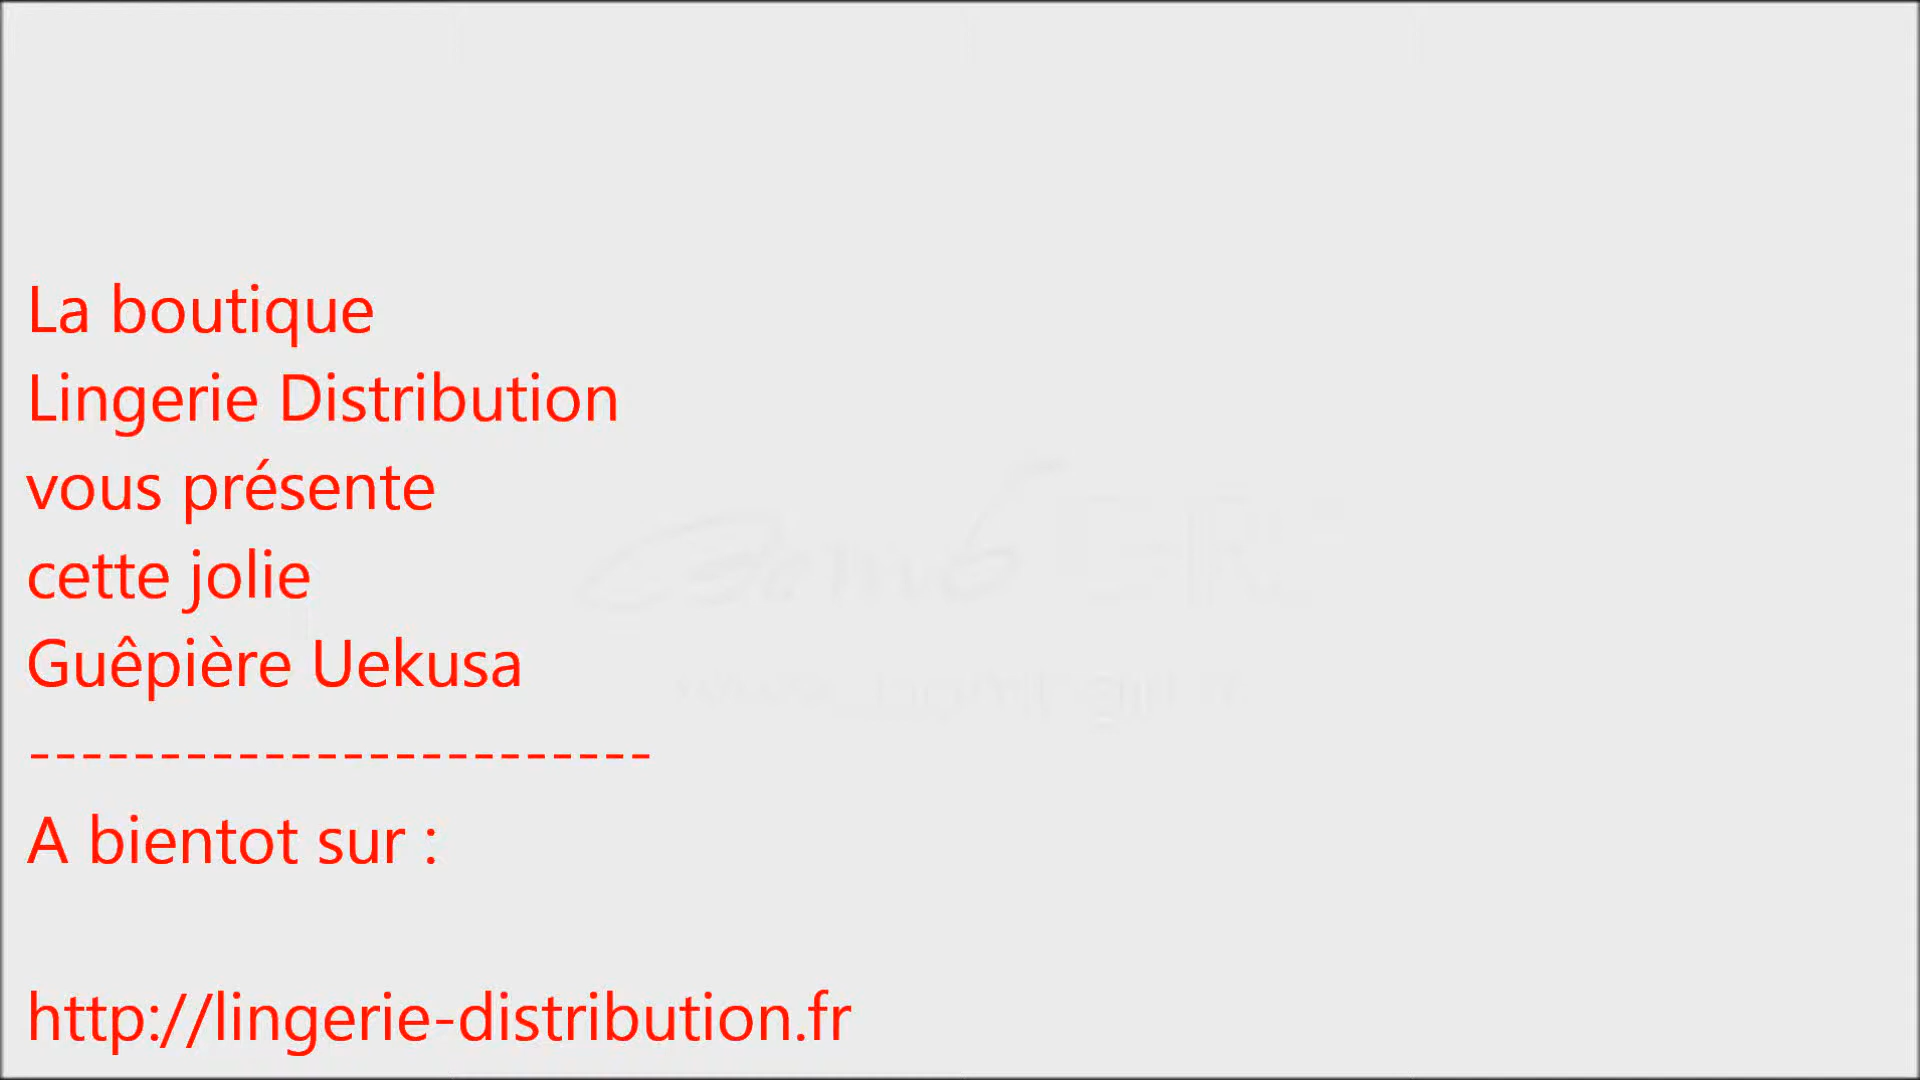 La boutique
Lingerie Distribution
vous présente
cette jolie
Guêpière Uekusa
------------------------
A bientot sur :
http://lingerie-distribution.fr